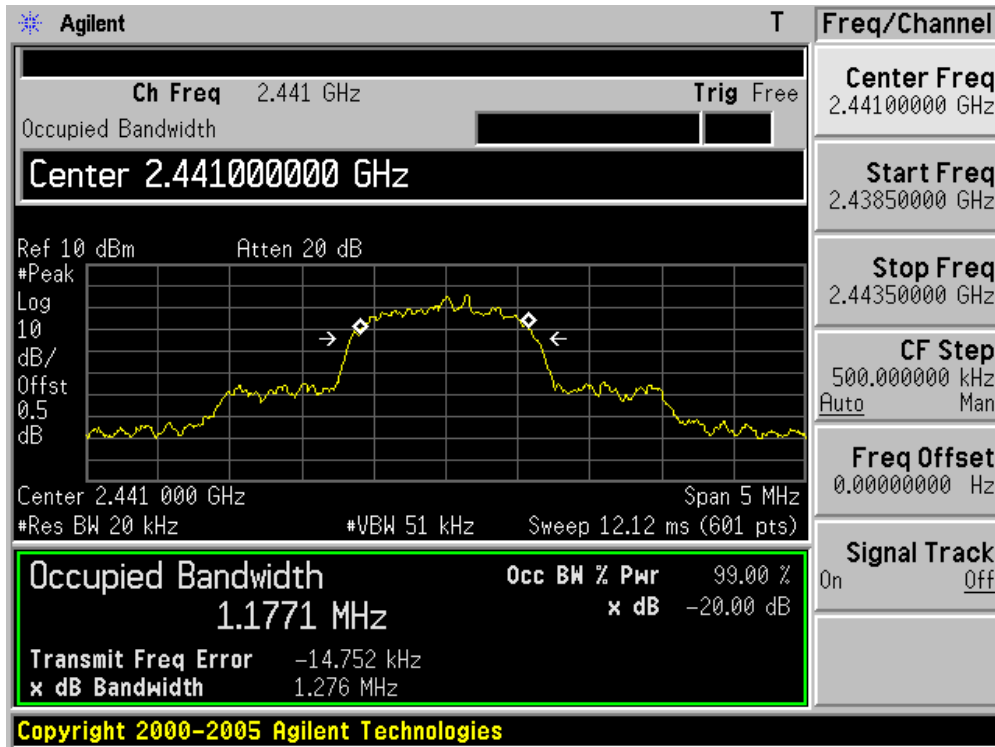 Agilent T
Ch Freq 2.441 GHz Trig Free
Occupied Bandwidth
Center 2.441000000 GHz
Ref 10 dBm Atten 20 dB
#Peak
Log
10
dB/
Offst
0.5
dB
Center 2.441 000 GHz Span 5 MHz
#Res BW 20 kHz #VBW 51 kHz Sweep 12.12 ms (601 pts)
Occupied Bandwidth
1.1771 MHz
Occ BW % Pwr 99.00 %
x dB -20.00 dB
Transmit Freq Error -14.752 kHz
x dB Bandwidth 1.276 MHz
Copyright 2000-2005 Agilent Technologies
Freq/Channel
Center Freq
2.44100000 GHz
Start Freq
2.43850000 GHz
Stop Freq
2.44350000 GHz
CF Step
500.000000 kHz
Auto Man
Freq Offset
0.00000000 Hz
Signal Track
On Off